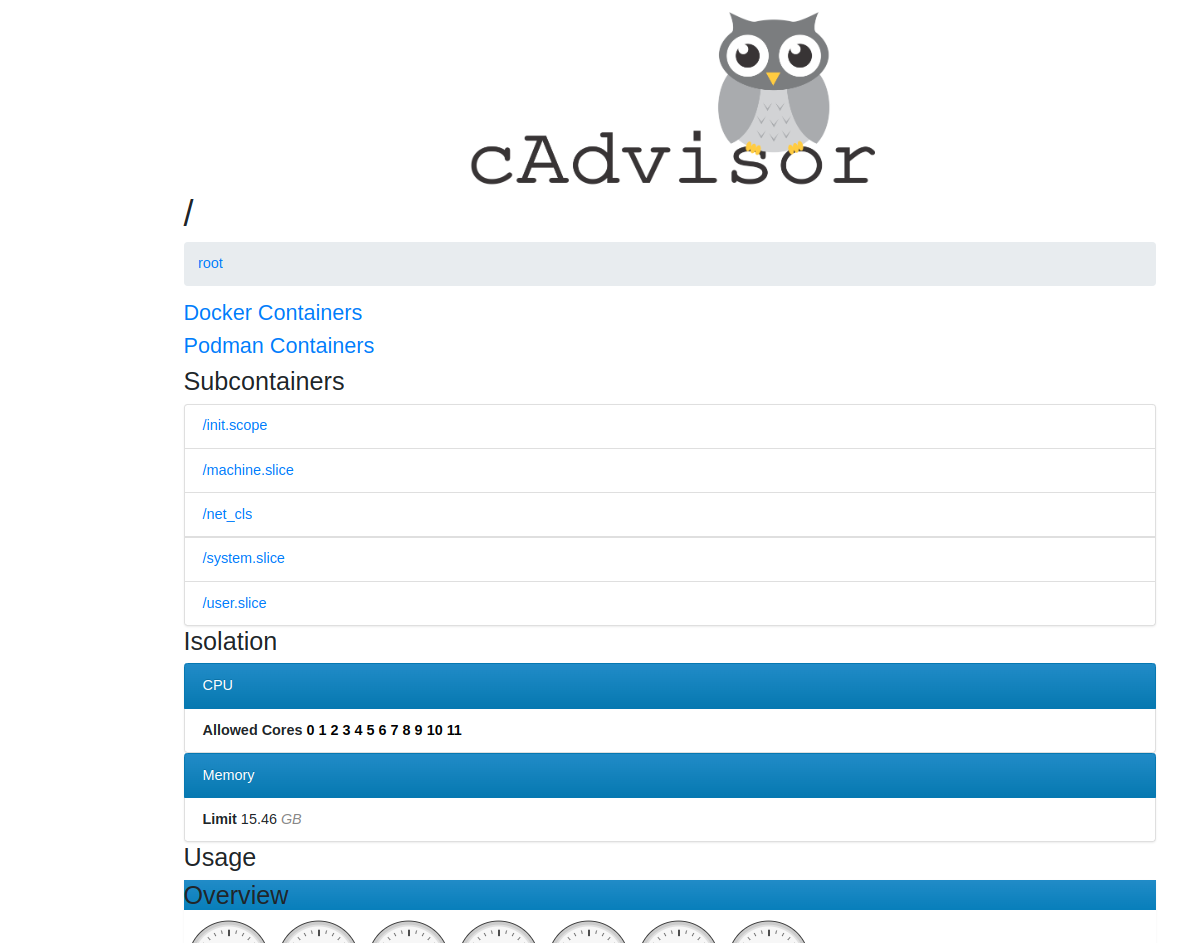 cAdvisor
/
root
Docker Containers
Podman Containers
Subcontainers
/init.scope
/machine.slice
/net_cls
/system.slice
/user.slice
Isolation
CPU
Allowed Cores 0 1 2 3 4 5 6 7 8 9 10 11
Memory
Limit 15.46 GB
Usage
Overview